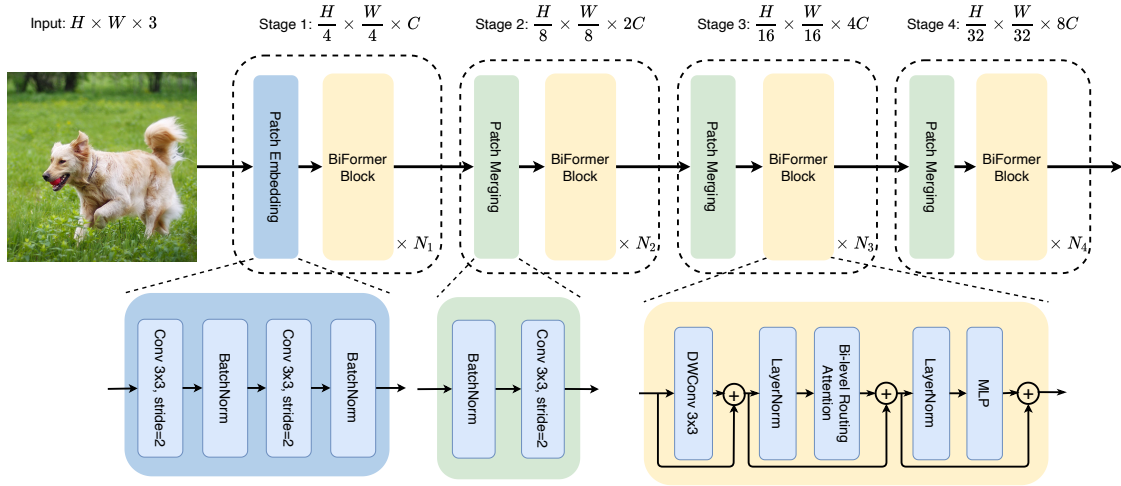 Input: H × W × 3
Stage 1: H/4 × W/4 × C
Stage 2: H/8 × W/8 × 2C
Stage 3: H/16 × W/16 × 4C
Stage 4: H/32 × W/32 × 8C
Patch Embedding
BiFormer
Block
× N₁
Patch Merging
BiFormer
Block
× N₂
Patch Merging
BiFormer
Block
× N₃
Patch Merging
BiFormer
Block
× N₄
Conv 3x3, stride=2
BatchNorm
Conv 3x3, stride=2
BatchNorm
BatchNorm
Conv 3x3, stride=2
DWConv 3x3
+
LayerNorm
Bi-level Routing
Attention
+
LayerNorm
MLP
+